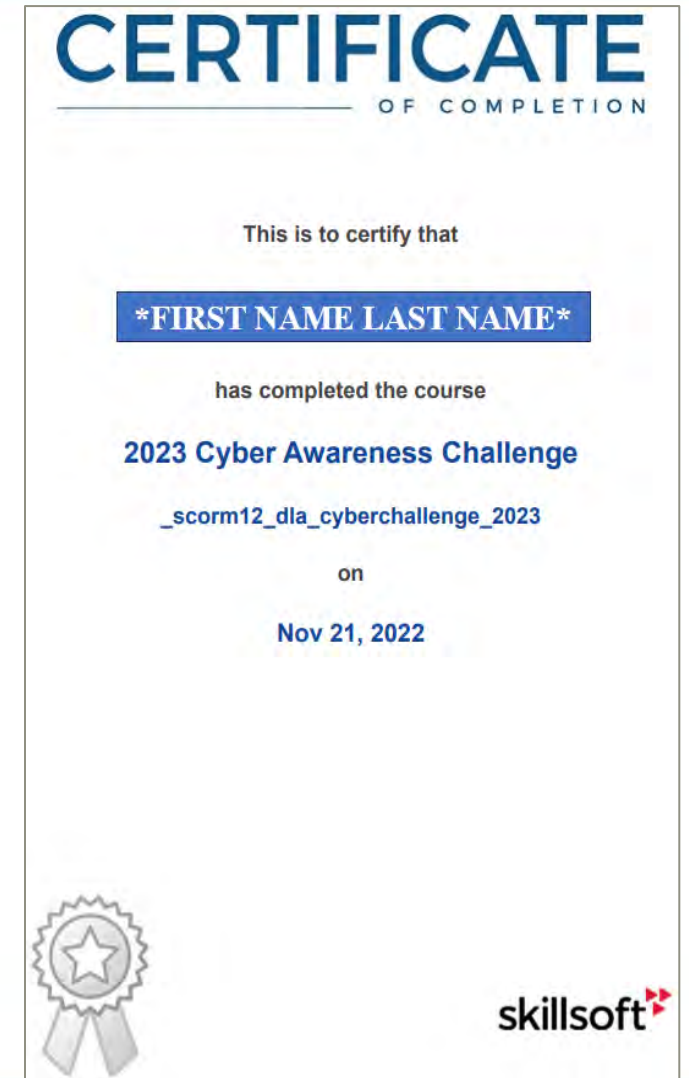 CERTIFICATE
OF COMPLETION
This is to certify that
*FIRST NAME LAST NAME*
has completed the course
2023 Cyber Awareness Challenge
_scorm12_dla_cyberchallenge_2023
on
Nov 21, 2022
skillsoft